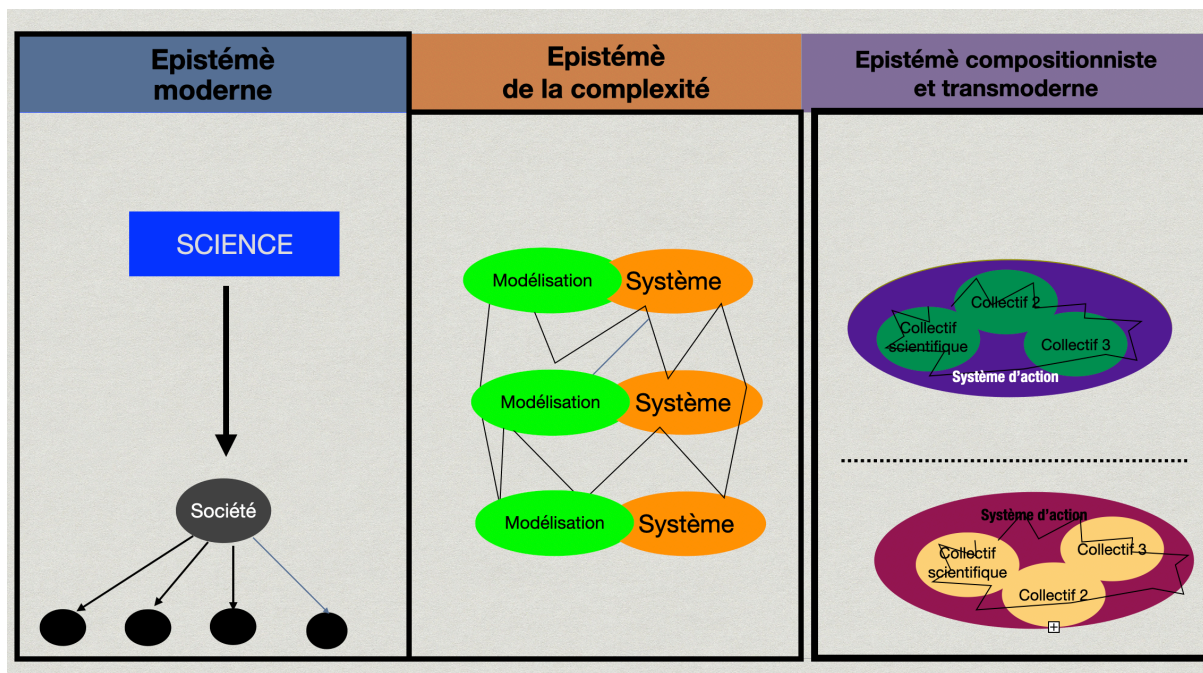 Epistémè
moderne
Epistémè
de la complexité
Epistémè compositionniste
et transmoderne
SCIENCE
Société
Modélisation
Système
Modélisation
Système
Modélisation
Système
Collectif 2
Collectif
scientifique
Collectif 3
Système d'action
Système d'action
Collectif
scientifique
Collectif 3
Collectif 2